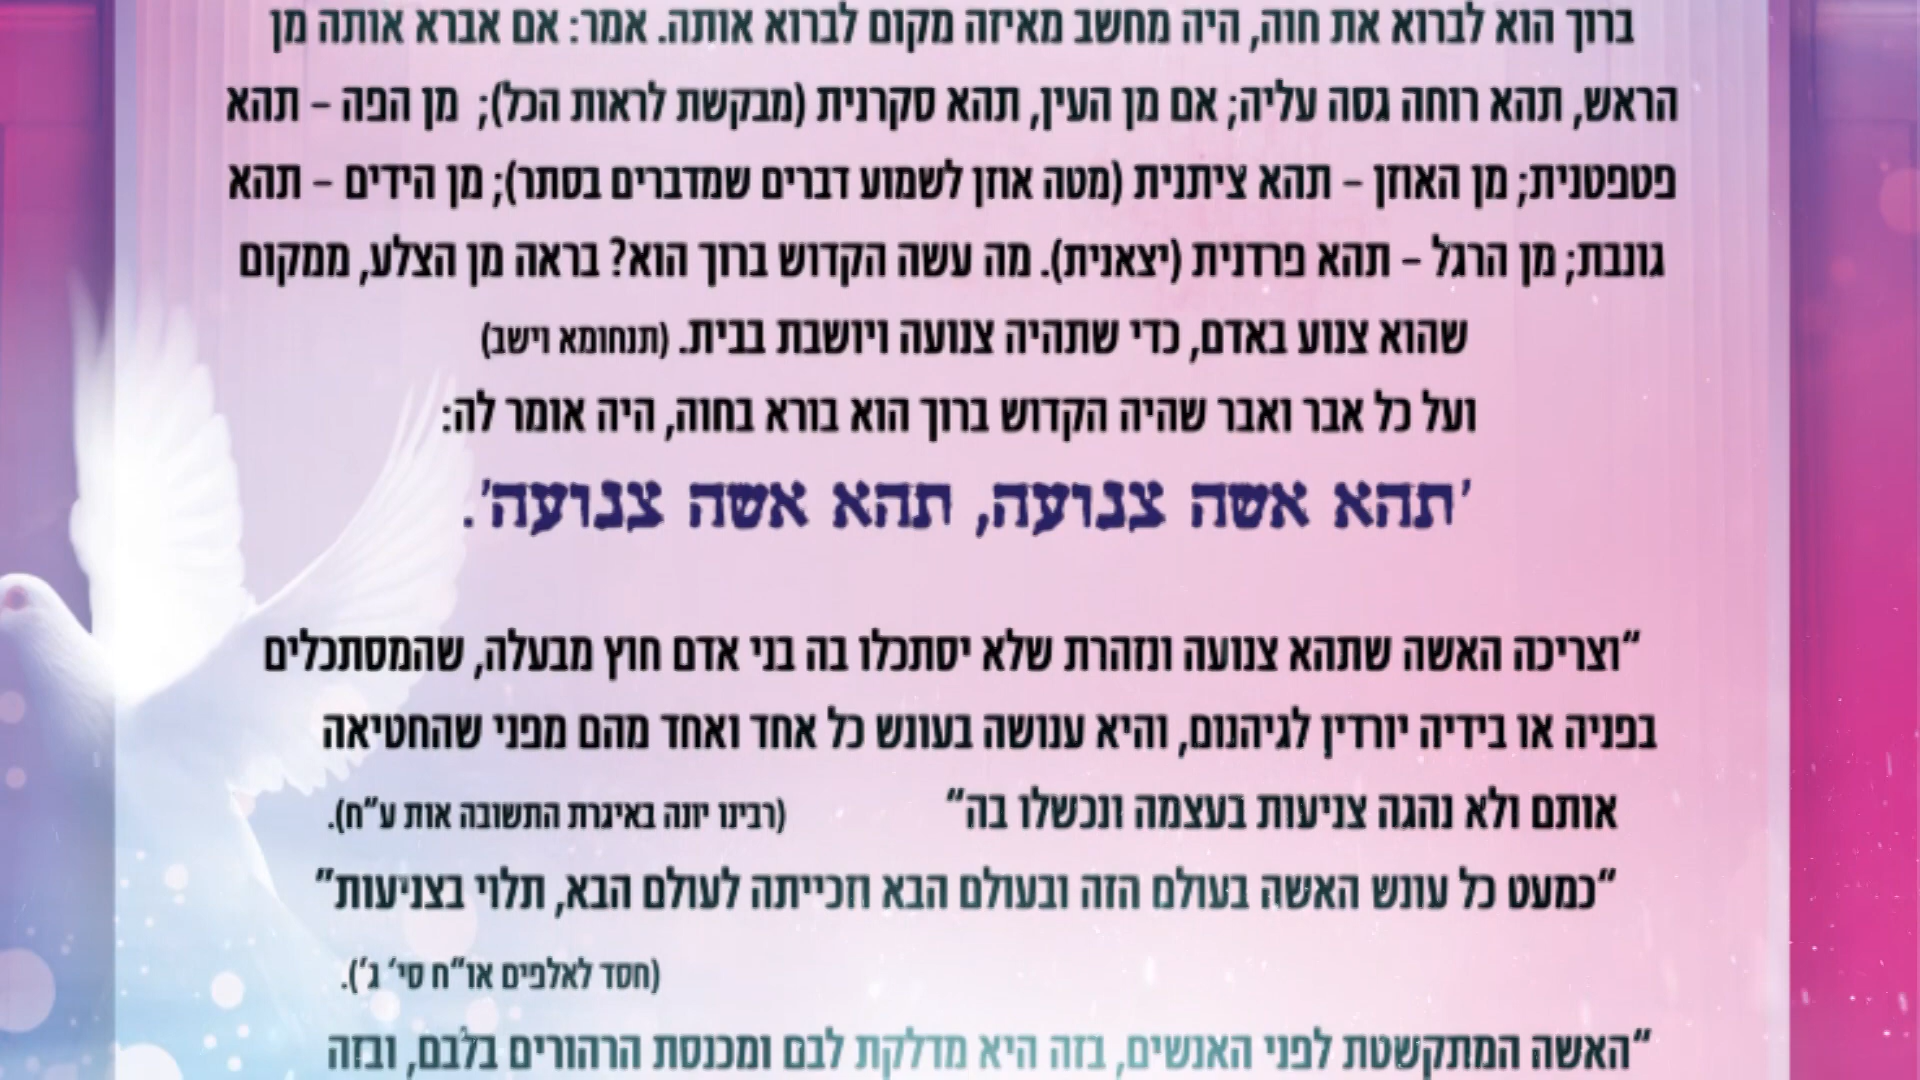 ברוך הוא לברוא את חוה, היה מחשב מאיזה מקום לברוא אותה. אמר: אם אברא אותה מן
הראש, תהא רוחה גסה עליה; אם מן העין, תהא סקרנית (מבקשת לראות הכל); מן הפה – תהא
פטפטנית; מן האוזן – תהא ציתנית (מטה אוזן לשמוע דברים שמדברים בסתר); מן הידים – תהא
גונבת; מן הרגל – תהא פרדנית (יצאנית). מה עשה הקדוש ברוך הוא? בראה מן הצלע, ממקום
שהוא צנוע באדם, כדי שתהיה צנועה ויושבת בבית. (תנחומא וישב)
ועל כל אבר ואבר שהיה הקדוש ברוך הוא בורא בחוה, היה אומר לה:
'תהא אשה צנועה, תהא אשה צנועה'.
"וצריכה האשה שתהא צנועה ונזהרת שלא יסתכלו בה בני אדם חוץ מבעלה, שהמסתכלים
בפניה או בידיה יורדין לגיהנום, והיא ענושה בעונש כל אחד ואחד מהם מפני שהחטיאה
אותם ולא נהגה צניעות בעצמה ונכשלו בה" (רבינו יונה באיגרת התשובה אות ע"ח).
"כמעט כל עונש האשה בעולם הזה ובעולם הבא וזכייתה לעולם הבא, תלוי בצניעות"
(חסד לאלפים או"ח סי' ג').
"האשה המתקשטת לפני האנשים, בזה היא מדלקת לבם ומכנסת הרהורים בלבם, ובזה